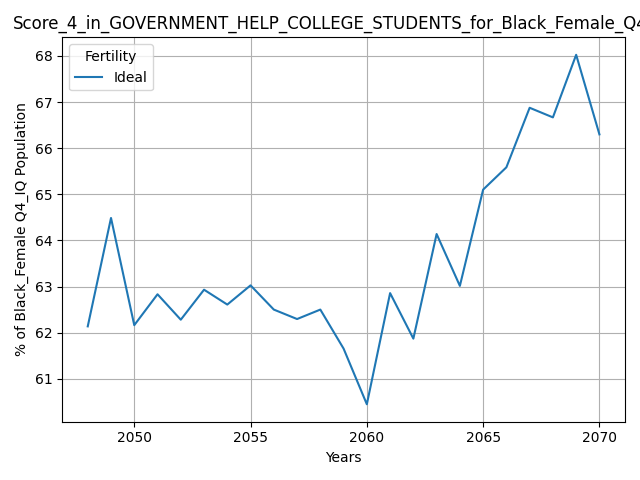 Score_4_in_GOVERNMENT_HELP_COLLEGE_STUDENTS_for_Black_Female_Q4
Fertility
Ideal
68
67
66
65
64
63
62
61
% of Black_Female Q4_IQ Population
2050 2055 2060 2065 2070
Years